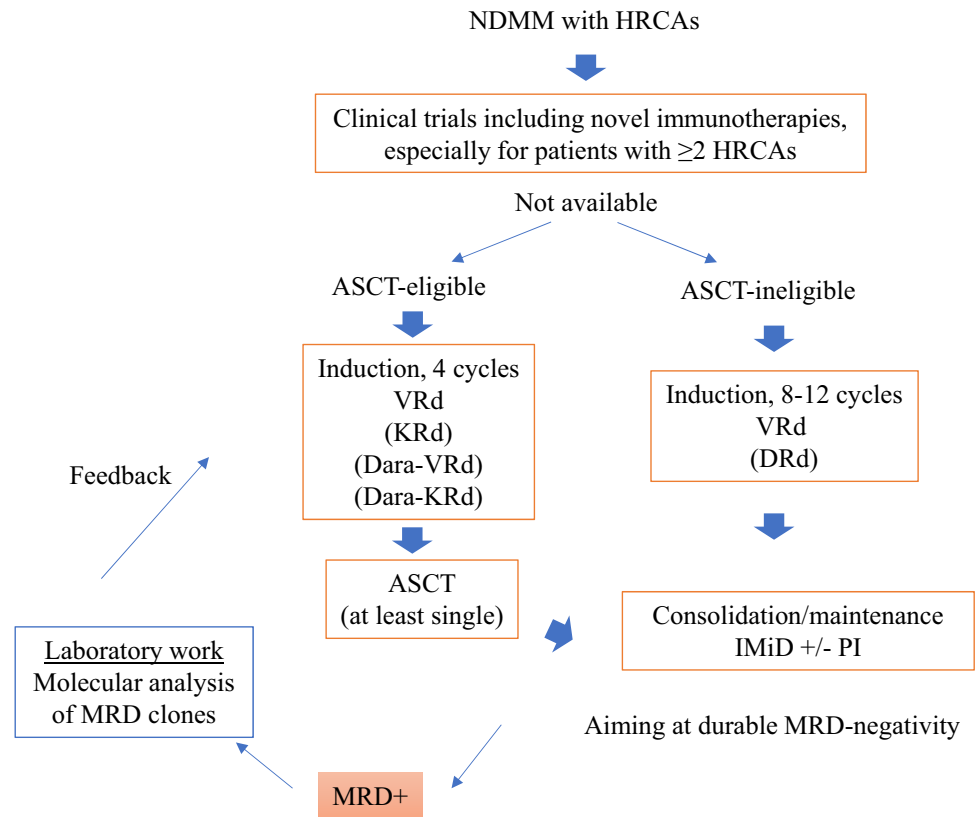 NDMM with HRCAs
Clinical trials including novel immunotherapies,
especially for patients with ≥2 HRCAs
Not available
ASCT-eligible
Induction, 4 cycles
VRd
(KRd)
(Dara-VRd)
(Dara-KRd)
ASCT
(at least single)
ASCT-ineligible
Induction, 8-12 cycles
VRd
(DRd)
Consolidation/maintenance
IMiD +/- PI
Aiming at durable MRD-negativity
MRD+
Laboratory work
Molecular analysis
of MRD clones
Feedback